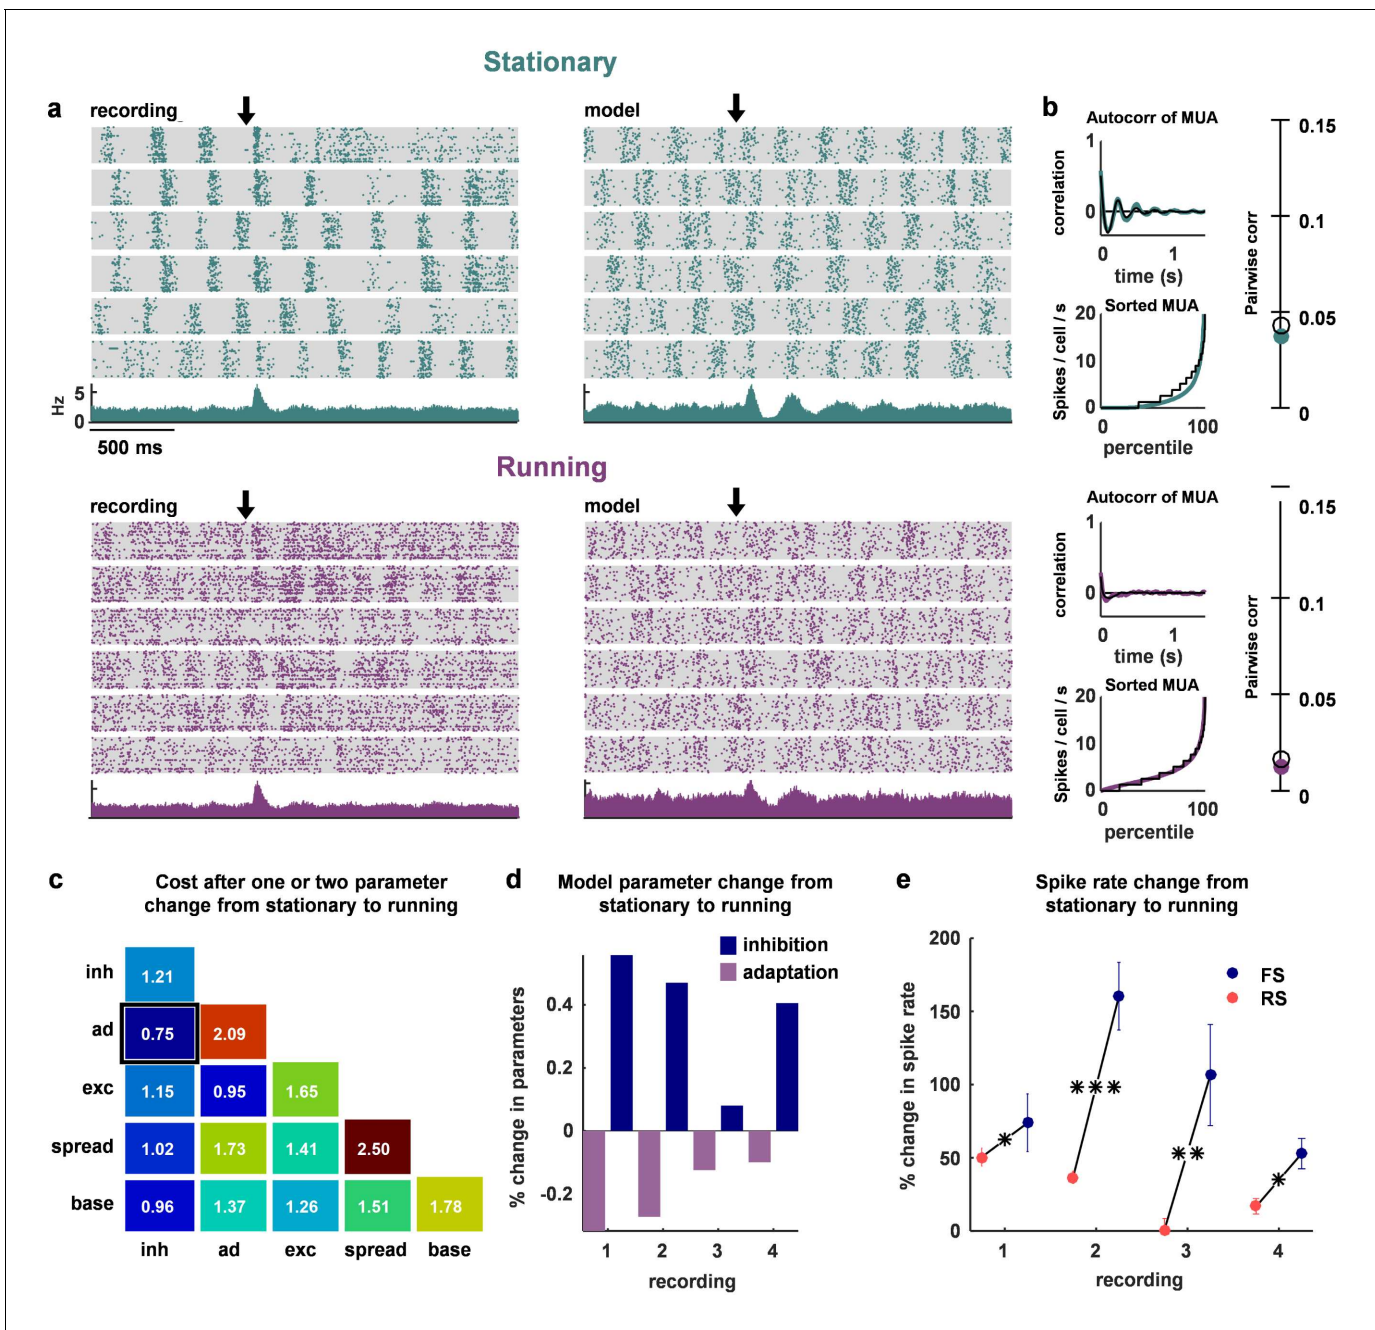 Stationary
a
recording
model
b
Autocorr of MUA
1
correlation
0
0
1
time (s)
Sorted MUA
20
Spikes / cell / s
10
0
0
100
percentile
Pairwise corr
0.15
0.1
0.05
0
5
Hz
0
500 ms
Running
recording
model
Autocorr of MUA
1
correlation
0
0
1
time (s)
Sorted MUA
20
Spikes / cell / s
10
0
0
100
percentile
Pairwise corr
0.15
0.1
0.05
0
c
Cost after one or two parameter
change from stationary to running
inh
1.21
ad
0.75 2.09
exc
1.15 0.95 1.65
spread
1.02 1.73 1.41 2.50
base
0.96 1.37 1.26 1.51 1.78
inh ad exc spread base
d
Model parameter change from
stationary to running
inhibition
adaptation
% change in parameters
0.4
0.2
0
-0.2
1 2 3 4
recording
e
Spike rate change from
stationary to running
FS
RS
% change in spike rate
200
150
100
50
0
*
***
**
*
1 2 3 4
recording